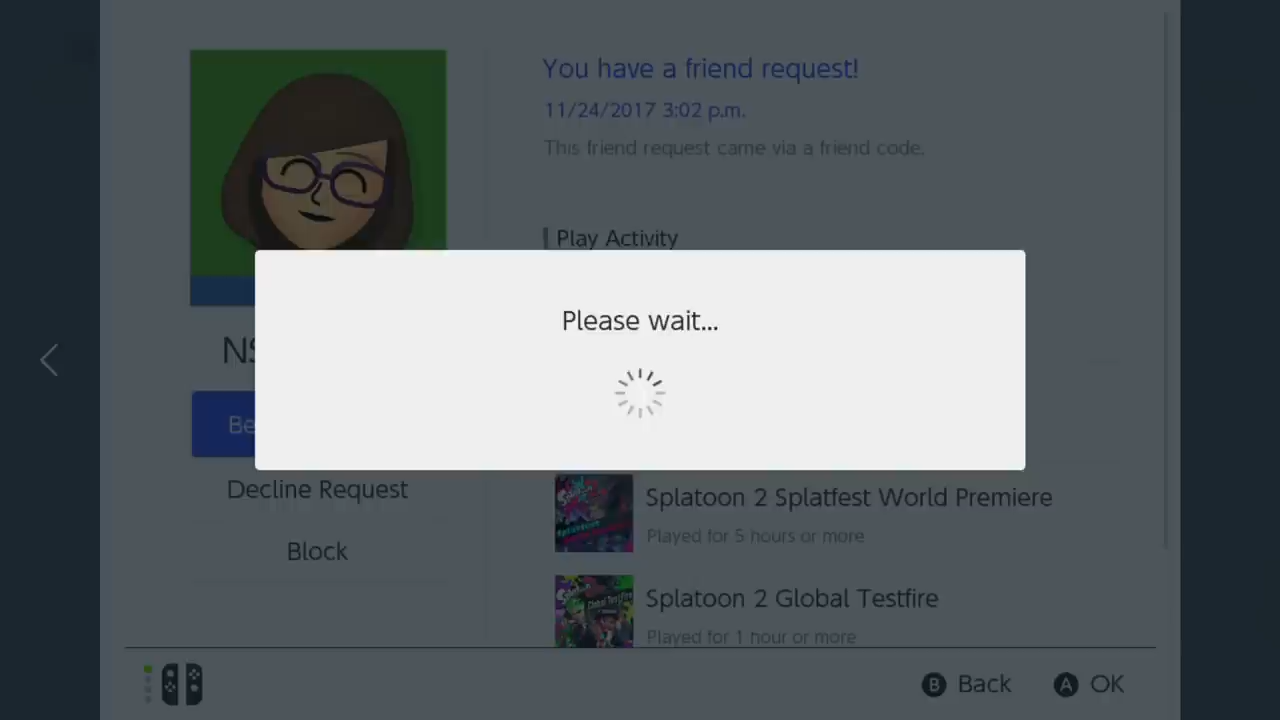 You have a friend request!
11/24/2017 3:02 p.m.
This friend request came via a friend code.
Play Activity
Please wait...
NS
Be
Decline Request
Block
Splatoon 2 Splatfest World Premiere
Played for 5 hours or more
Splatoon 2 Global Testfire
Played for 1 hour or more
B Back
A OK